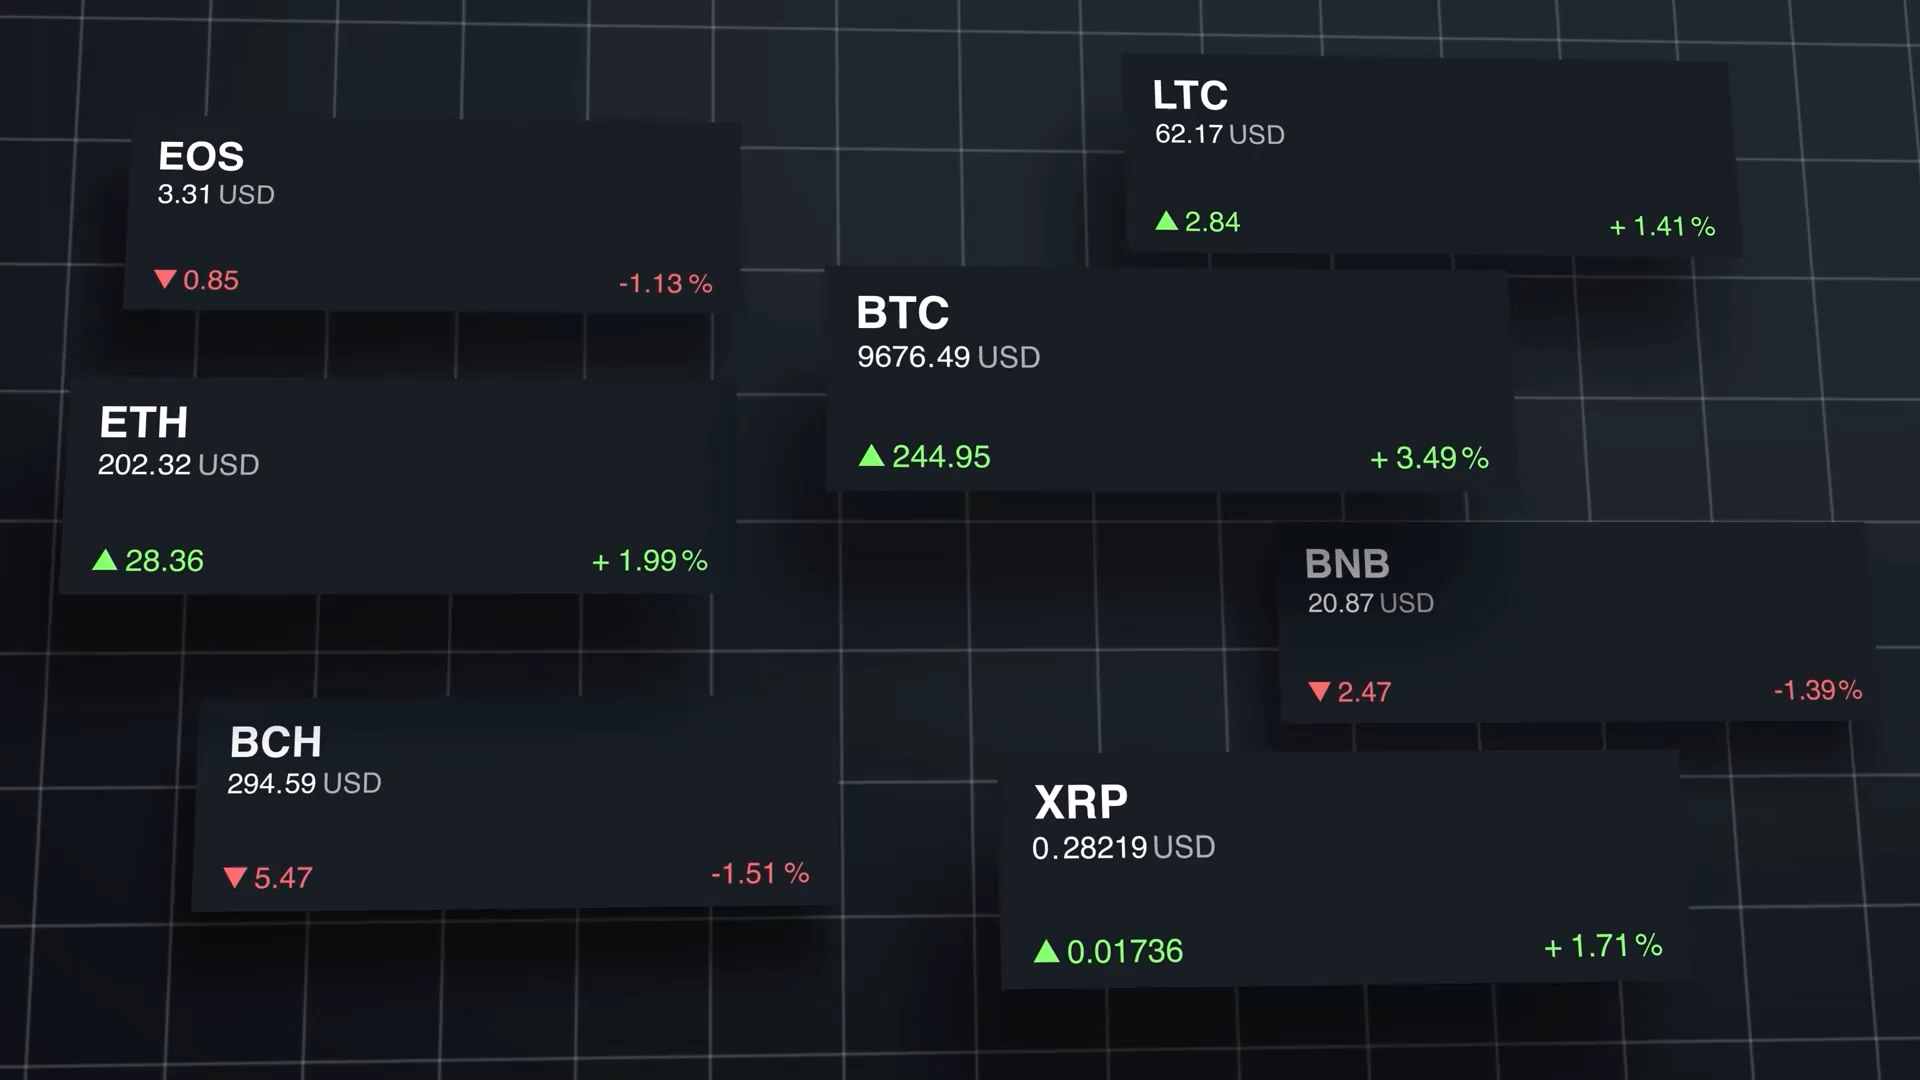 EOS
3.31 USD
▼ 0.85
-1.13 %
LTC
62.17 USD
▲ 2.84
+ 1.41 %
BTC
9676.49 USD
▲ 244.95
+ 3.49 %
ETH
202.32 USD
▲ 28.36
+ 1.99 %
BNB
20.87 USD
▼ 2.47
-1.39 %
BCH
294.59 USD
▼ 5.47
-1.51 %
XRP
0.28219 USD
▲ 0.01736
+ 1.71 %